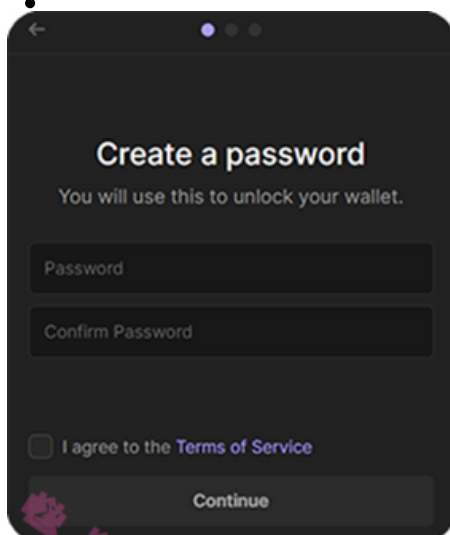 Create a password
You will use this to unlock your wallet.
Password
Confirm Password
I agree to the Terms of Service
Continue